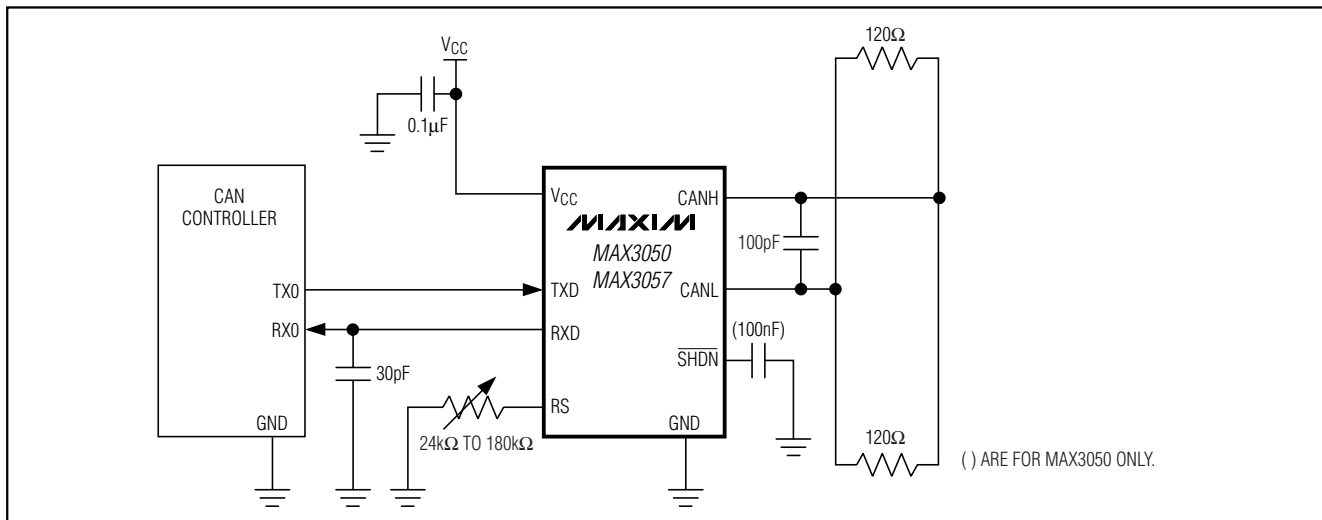 120Ω
VCC
0.1µF
CAN
CONTROLLER
VCC
CANH
MAXIM
MAX3050
MAX3057
100pF
TX0
TXD
CANL
RX0
RXD
(100nF)
SHDN
30pF
RS
GND
24kΩ TO 180kΩ
GND
120Ω
( ) ARE FOR MAX3050 ONLY.